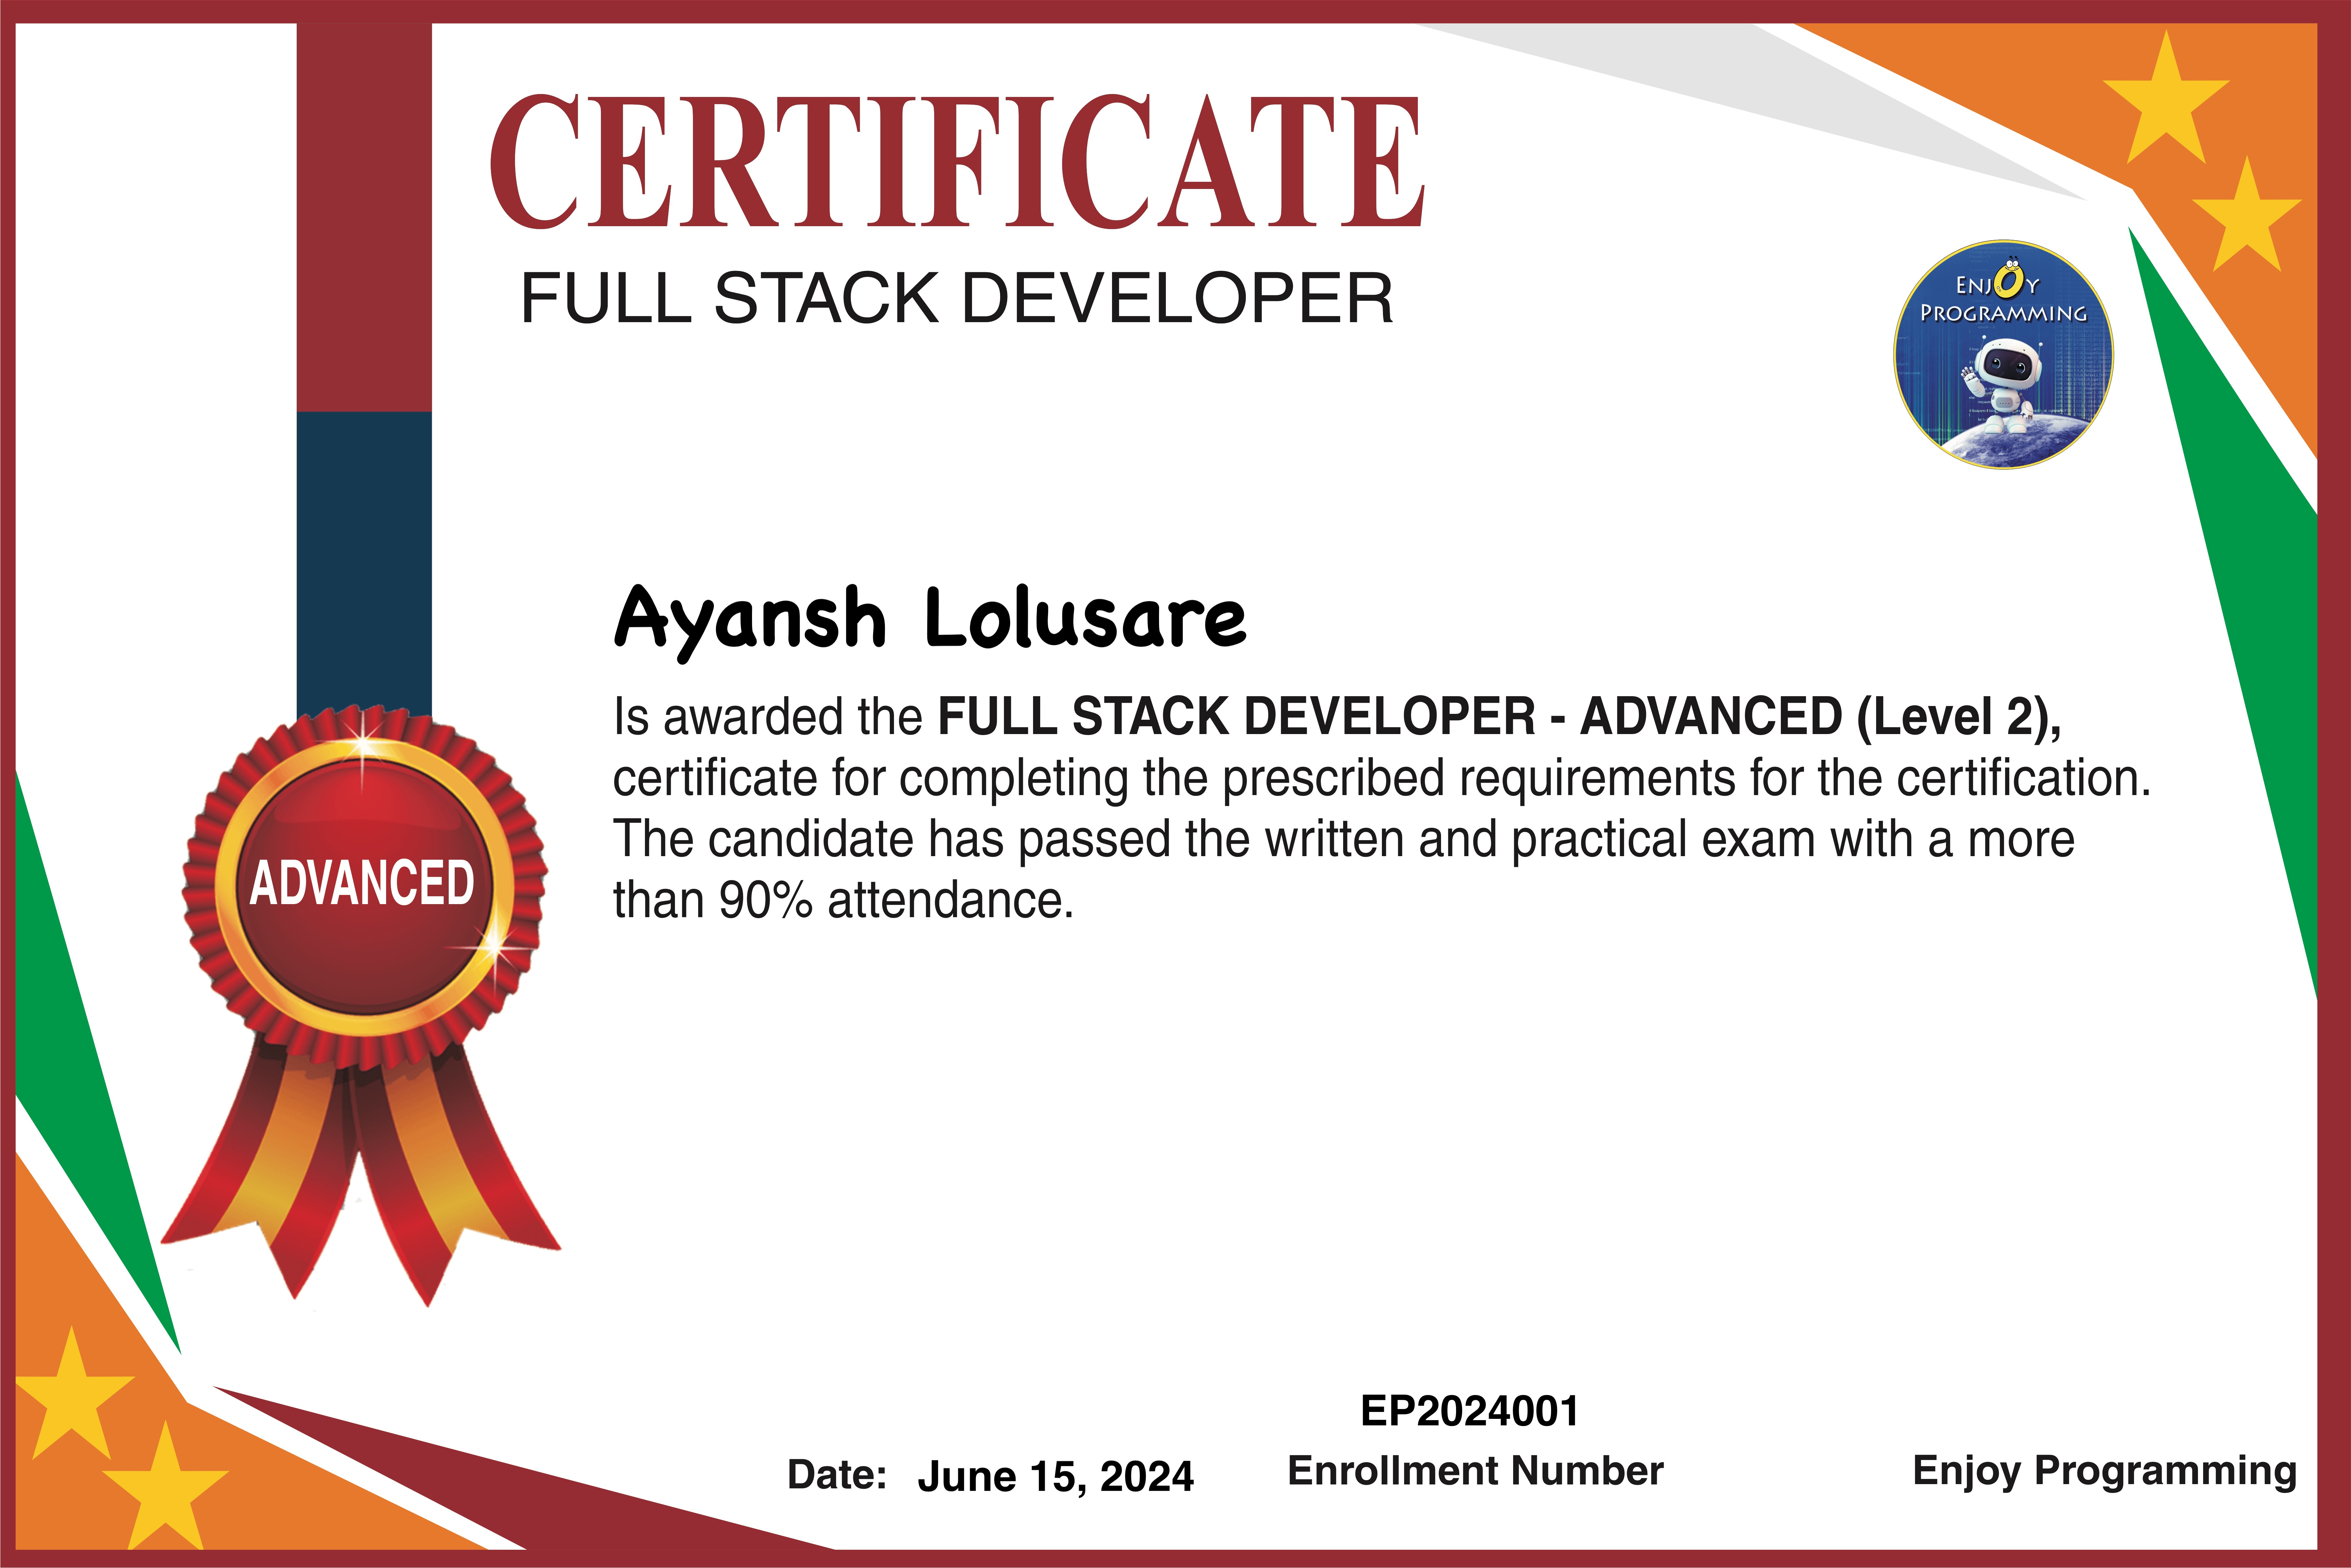 CERTIFICATE
FULL STACK DEVELOPER
ENJOY
PROGRAMMING
Ayansh Lolusare
Is awarded the FULL STACK DEVELOPER - ADVANCED (Level 2),
certificate for completing the prescribed requirements for the certification.
The candidate has passed the written and practical exam with a more
than 90% attendance.
ADVANCED
EP2024001
Date: June 15, 2024
Enrollment Number
Enjoy Programming